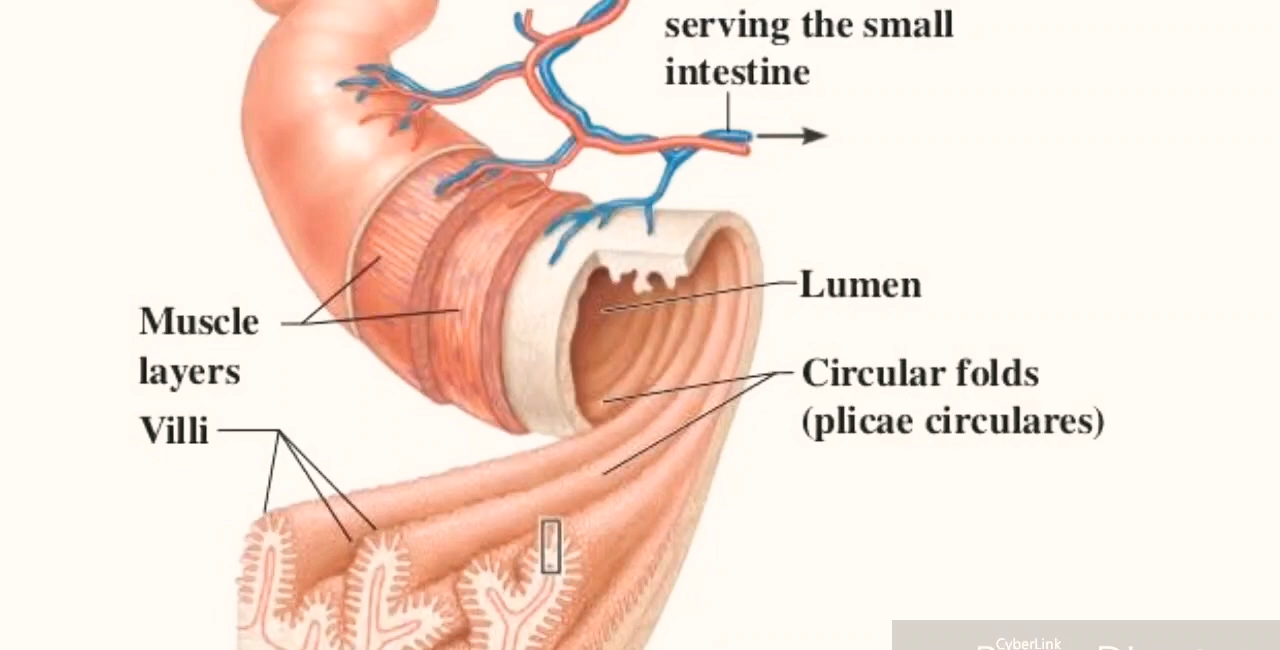 serving the small
intestine
Lumen
Muscle
layers
Circular folds
(plicae circulares)
Villi
CyberLink